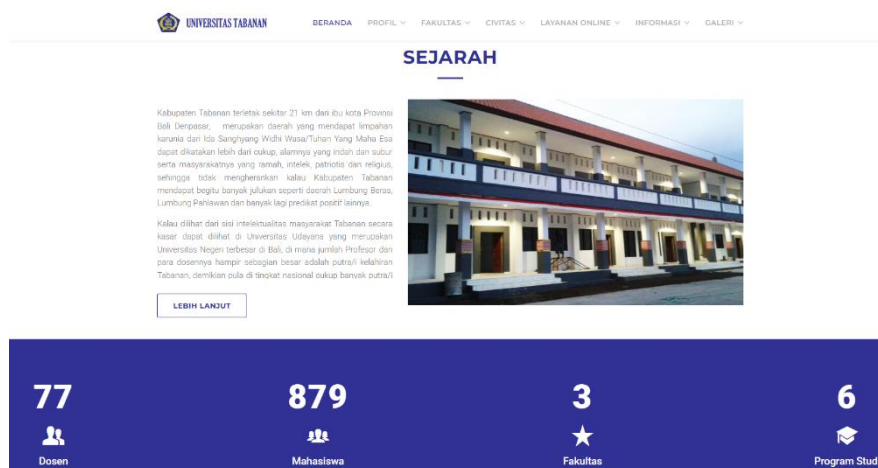 UNIVERSITAS TABANAN
BERANDA PROFIL FAKULTAS CIVITAS LAYANAN ONLINE INFORMASI GALERI
SEJARAH
Kabupaten Tabanan terletak sekitar 21 km dari ibu kota Provinsi
Bali Denpasar, merupakan daerah yang mendapat limpahan
karunia dari Ida Sanghyang Widhi Wasa/Tuhan Yang Maha Esa
dapat dikatakan lebih dari cukup, alamnya yang indah dan subur
serta masyarakatnya yang ramah, intelek, patriotis dan religius,
sehingga tidak mengherankan kalau Kabupaten Tabanan
mendapat begitu banyak julukan seperti daerah Lumbung Beras,
Lumbung Pahlawan dan banyak lagi predikat positif lainnya.
Kalau dilihat dari sisi intelektualitas masyarakat Tabanan secara
kasar dapat dilihat di Universitas Udayana yang merupakan
Universitas Negeri terbesar di Bali, di mana jumlah Profesor dan
para dosennya hampir sebagian besar adalah putra/i kelahiran
Tabanan, demikian pula di tingkat nasional cukup banyak putra/i
LEBIH LANJUT
77 879 3 6
Dosen Mahasiswa Fakultas Program Stud